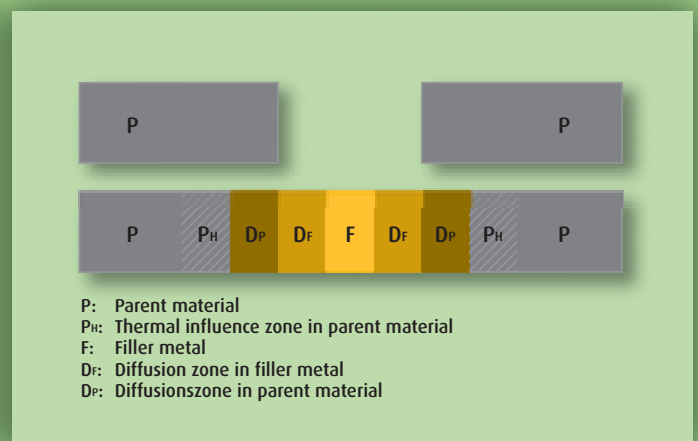 P P
P PH DP DF F DF DP PH P
P: Parent material
PH: Thermal influence zone in parent material
F: Filler metal
DF: Diffusion zone in filler metal
DP: Diffusionszone in parent material